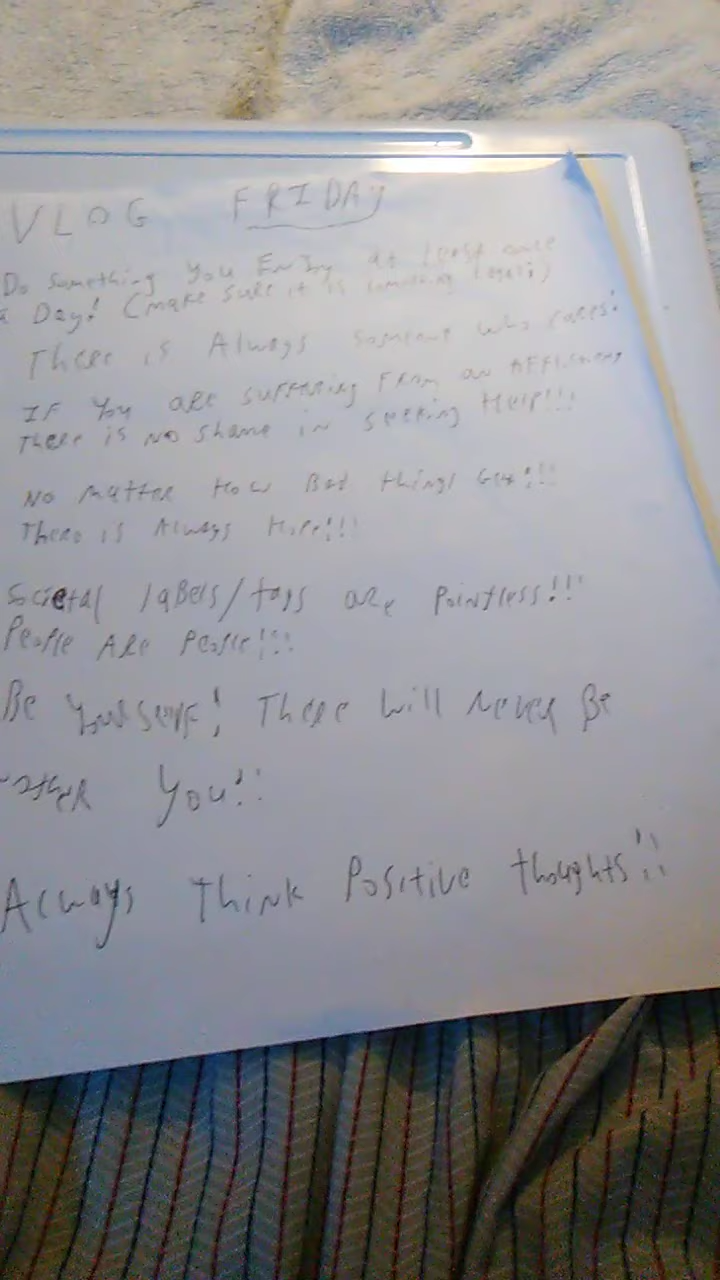 VLOG FRIDAY
Do something You Enjoy At least once
a Day! (make sure it is something legal;)
There is Always someone who cares!
IF You are suffering From an Affliction
There is No shame in seeking Help!!!
No matter How Bad things Get!!!
There is Always Hope!!!
Societal labels/tags are Pointless!!!
People Are People!!!
Be Yourself! There will Never Be
You!!
Always Think Positive thoughts!!